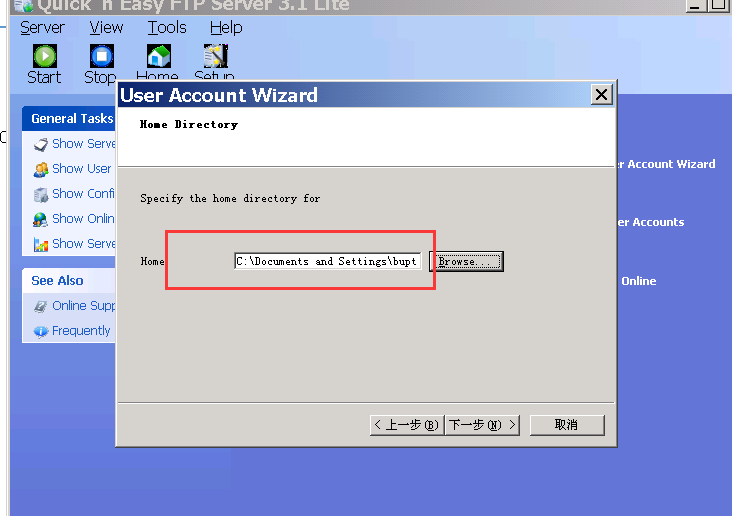 Quick 'n Easy FTP Server 3.1 Lite
Server View Tools Help
Start Stop Home Setup
User Account Wizard
Home Directory
General Tasks
Show Serve
Show User
Show Confi
Show Onlin
Show Serve
See Also
Online Supp
Frequently
Specify the home directory for
Home
C:\Documents and Settings\bupt
Browse...
< 上一步(B) 下一步(N) > 取消
er Account Wizard
er Accounts
Online